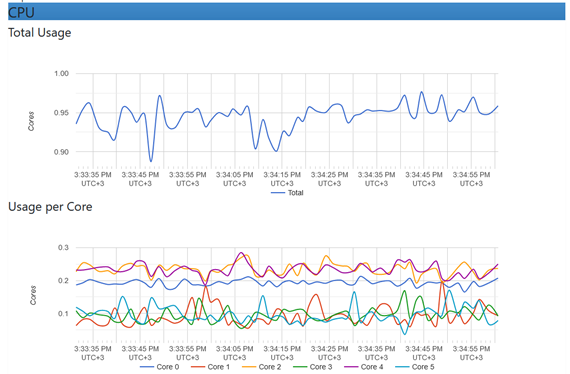 CPU
Total Usage
1.00
0.95
0.90
Cores
3:33:35 PM 3:33:45 PM 3:33:55 PM 3:34:05 PM 3:34:15 PM 3:34:25 PM 3:34:35 PM 3:34:45 PM 3:34:55 PM
UTC+3 UTC+3 UTC+3 UTC+3 UTC+3 UTC+3 UTC+3 UTC+3 UTC+3
Total
Usage per Core
0.3
0.2
0.1
Cores
3:33:35 PM 3:33:45 PM 3:33:55 PM 3:34:05 PM 3:34:15 PM 3:34:25 PM 3:34:35 PM 3:34:45 PM 3:34:55 PM
UTC+3 UTC+3 UTC+3 UTC+3 UTC+3 UTC+3 UTC+3 UTC+3 UTC+3
Core 0 Core 1 Core 2 Core 3 Core 4 Core 5